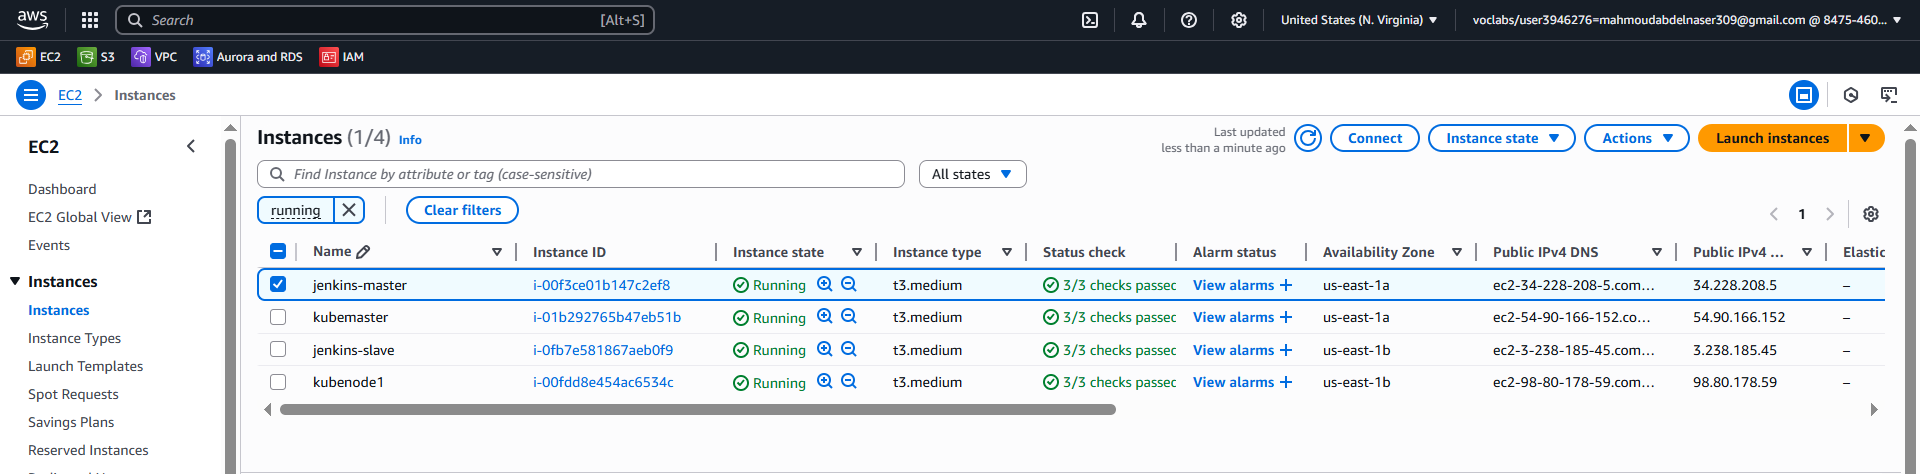 aws
Search [Alt+S]
United States (N. Virginia)
voclabs/user3946276=mahmoudabdelnaser309@gmail.com @ 8475-460...
EC2 S3 VPC Aurora and RDS IAM
EC2 > Instances
EC2
Dashboard
EC2 Global View
Events
Instances
Instances
Instance Types
Launch Templates
Spot Requests
Savings Plans
Reserved Instances
Instances (1/4) Info
Last updated
less than a minute ago
Connect Instance state Actions Launch instances
Find Instance by attribute or tag (case-sensitive) All states
running Clear filters
1
Name Instance ID Instance state Instance type Status check Alarm status Availability Zone Public IPv4 DNS Public IPv4 ... Elastic
jenkins-master i-00f3ce01b147c2ef8 Running t3.medium 3/3 checks passed View alarms + us-east-1a ec2-34-228-208-5.com... 34.228.208.5 –
kubemaster i-01b292765b47eb51b Running t3.medium 3/3 checks passed View alarms + us-east-1a ec2-54-90-166-152.co... 54.90.166.152 –
jenkins-slave i-0fb7e581867aeb0f9 Running t3.medium 3/3 checks passed View alarms + us-east-1b ec2-3-238-185-45.com... 3.238.185.45 –
kubenode1 i-00fdd8e454ac6534c Running t3.medium 3/3 checks passed View alarms + us-east-1b ec2-98-80-178-59.com... 98.80.178.59 –